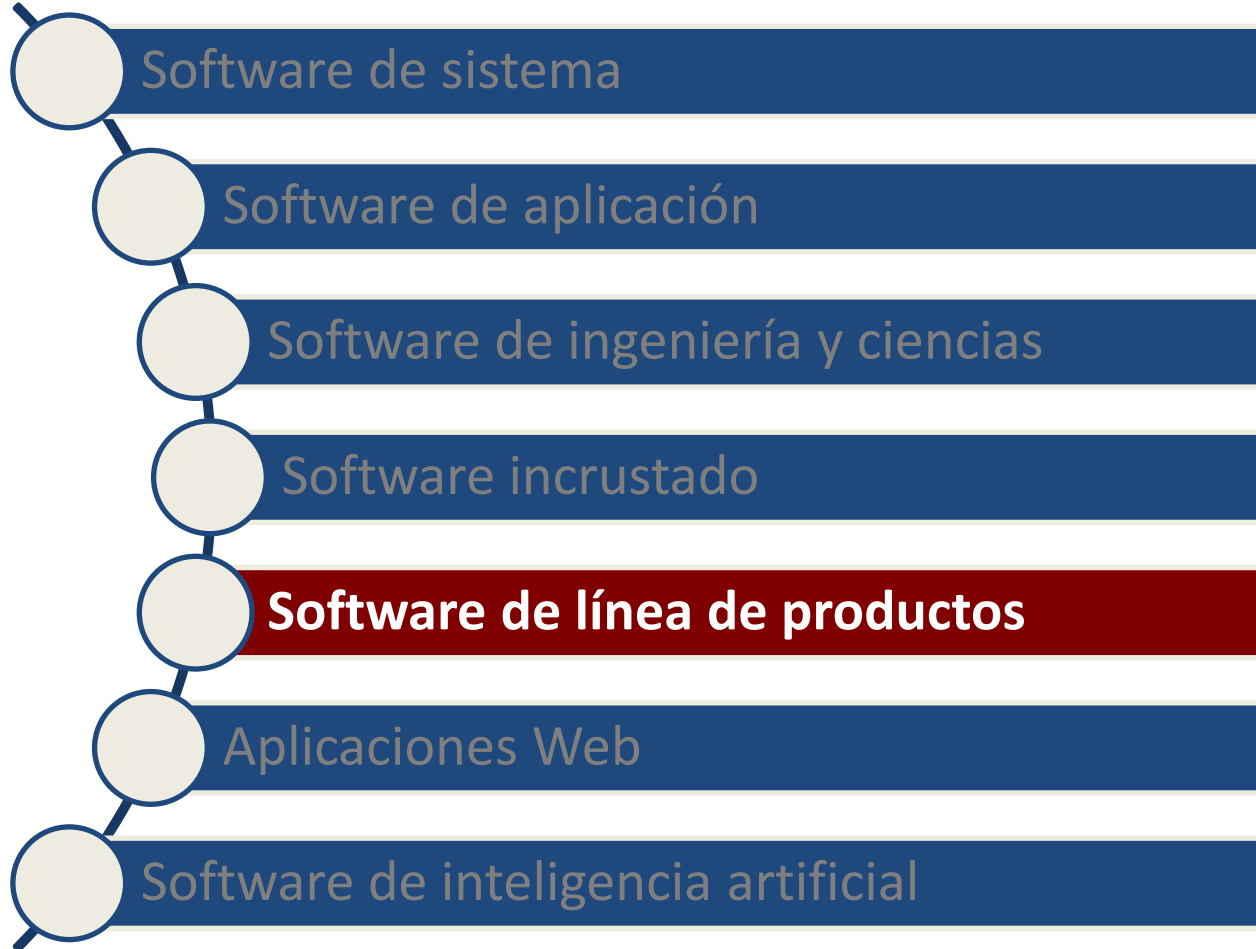 Software de sistema
Software de aplicación
Software de ingeniería y ciencias
Software incrustado
Software de línea de productos
Aplicaciones Web
Software de inteligencia artificial